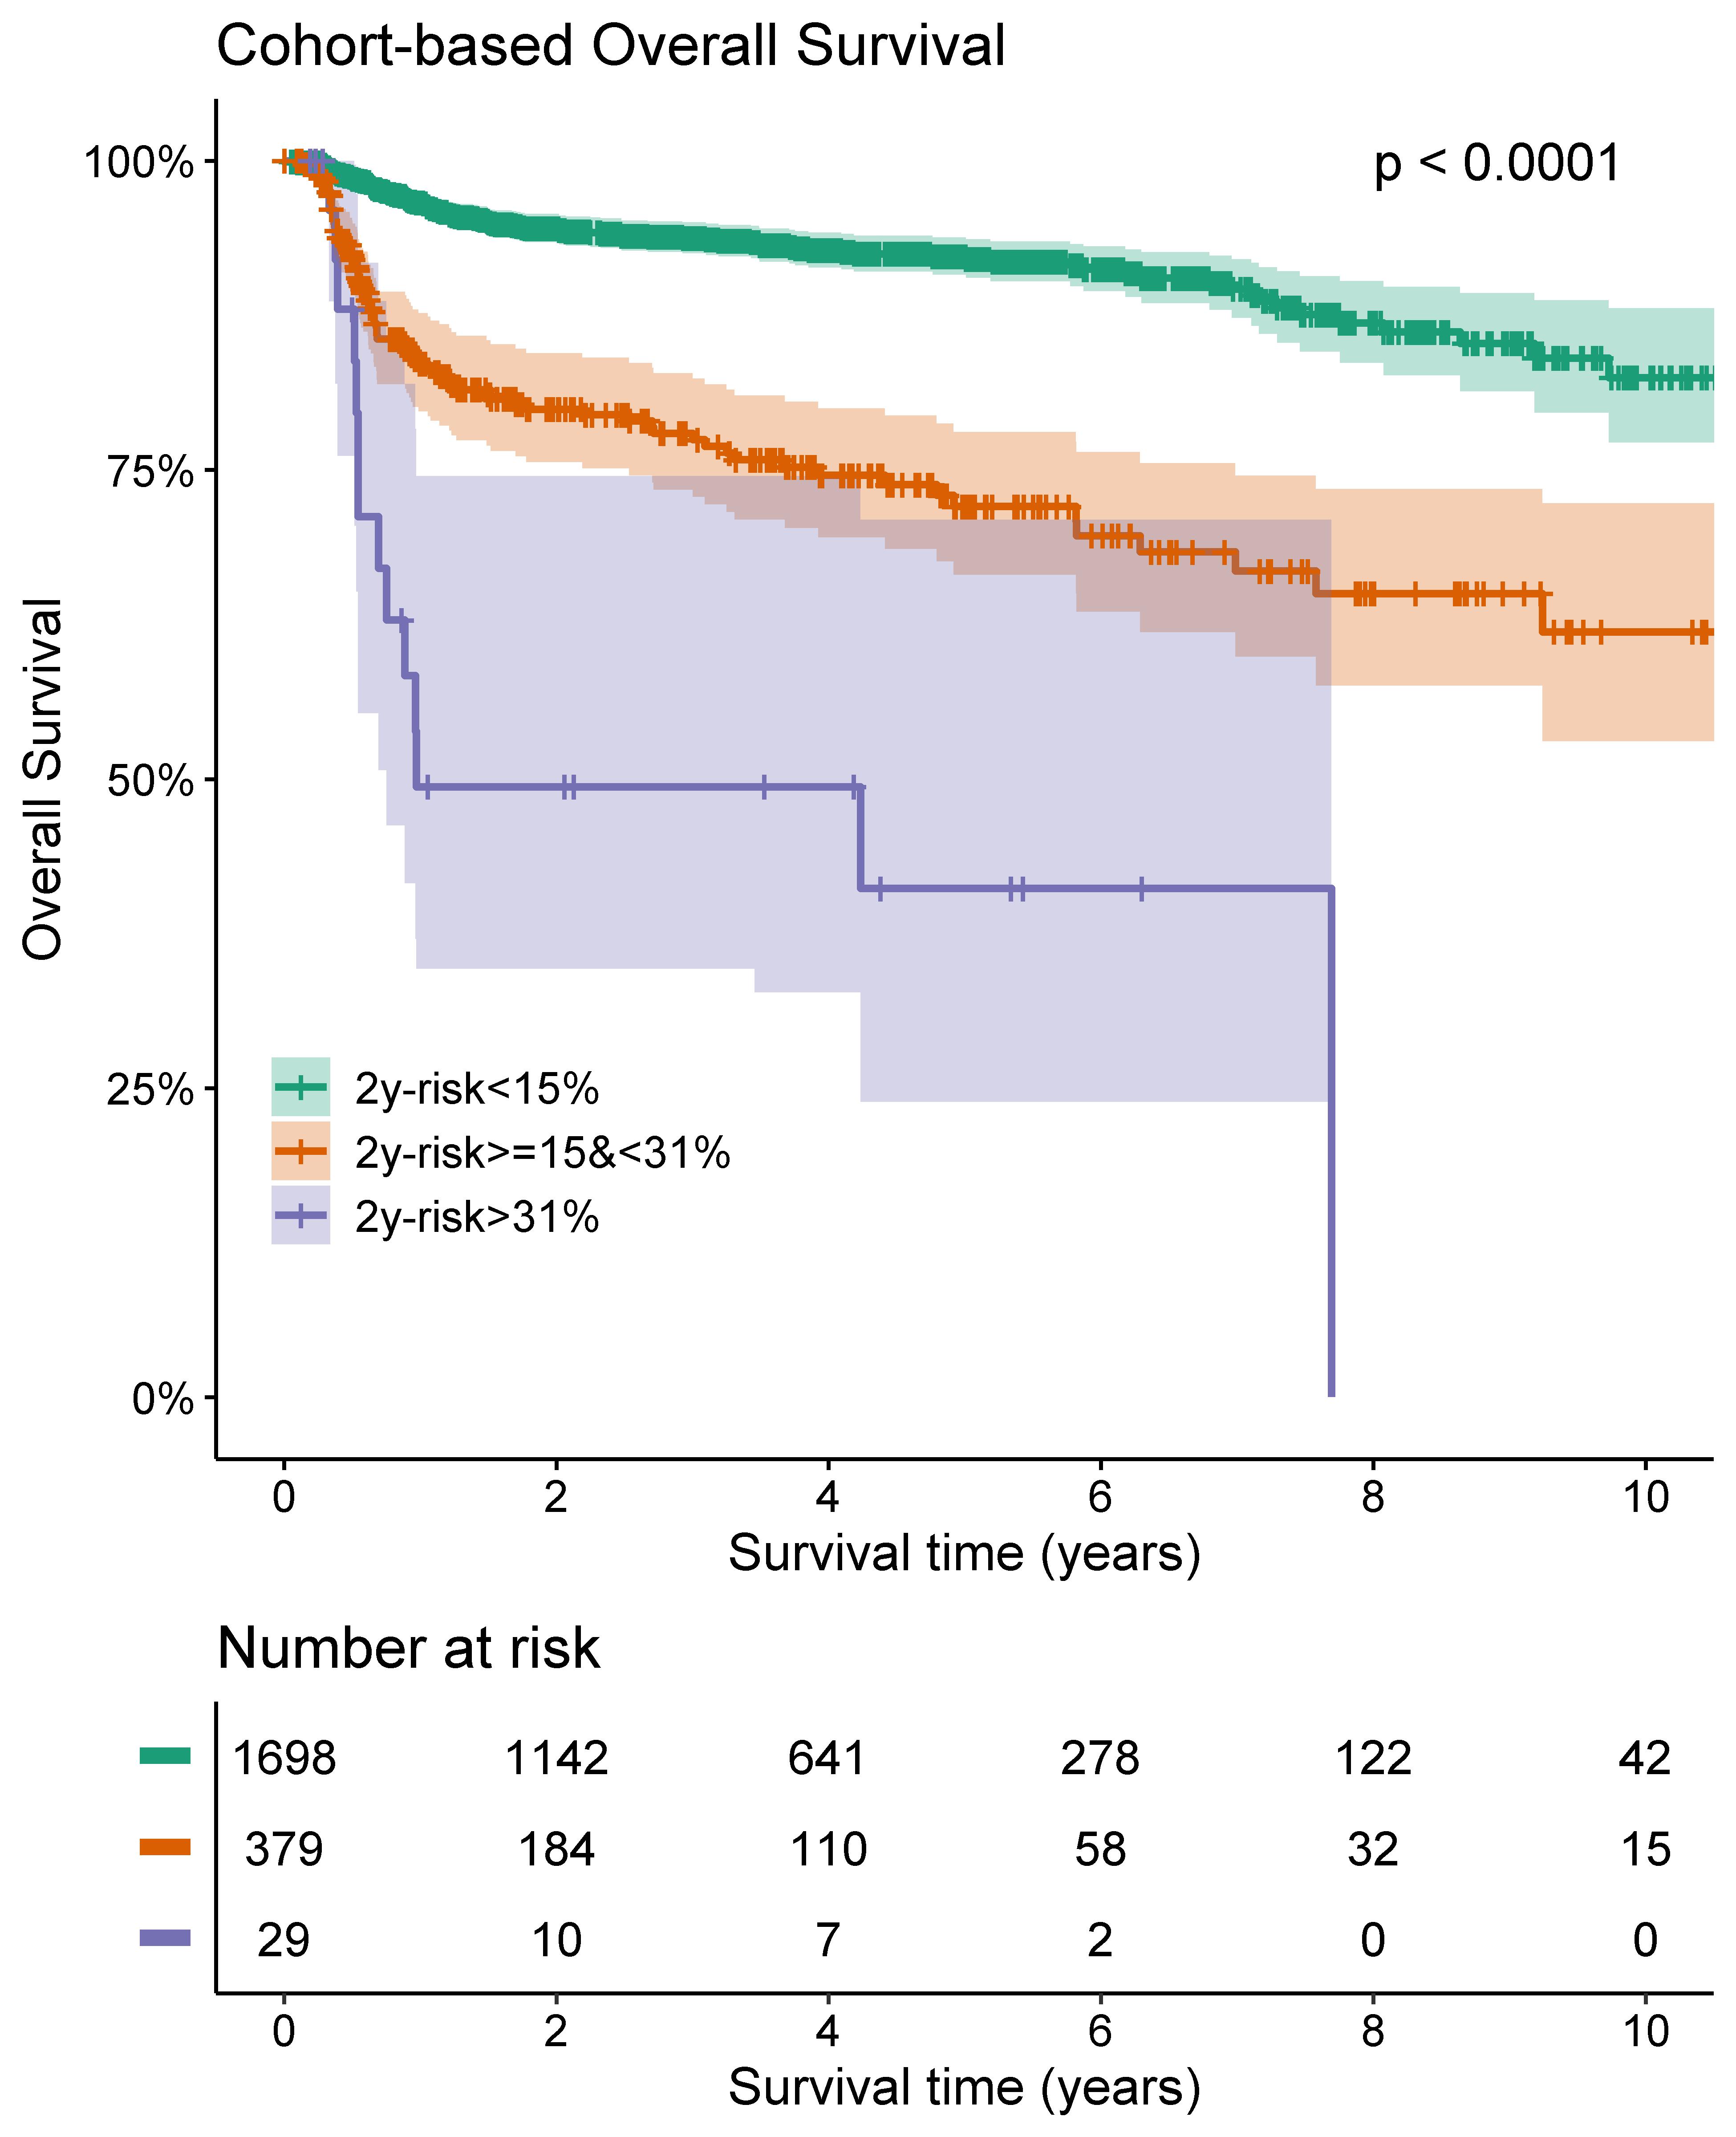 Cohort-based Overall Survival
p < 0.0001
100%
75%
50%
25%
0%
Overall Survival
2y-risk<15%
2y-risk>=15&<31%
2y-risk>31%
0 2 4 6 8 10
Survival time (years)
Number at risk
1698 1142 641 278 122 42
379 184 110 58 32 15
29 10 7 2 0 0
0 2 4 6 8 10
Survival time (years)